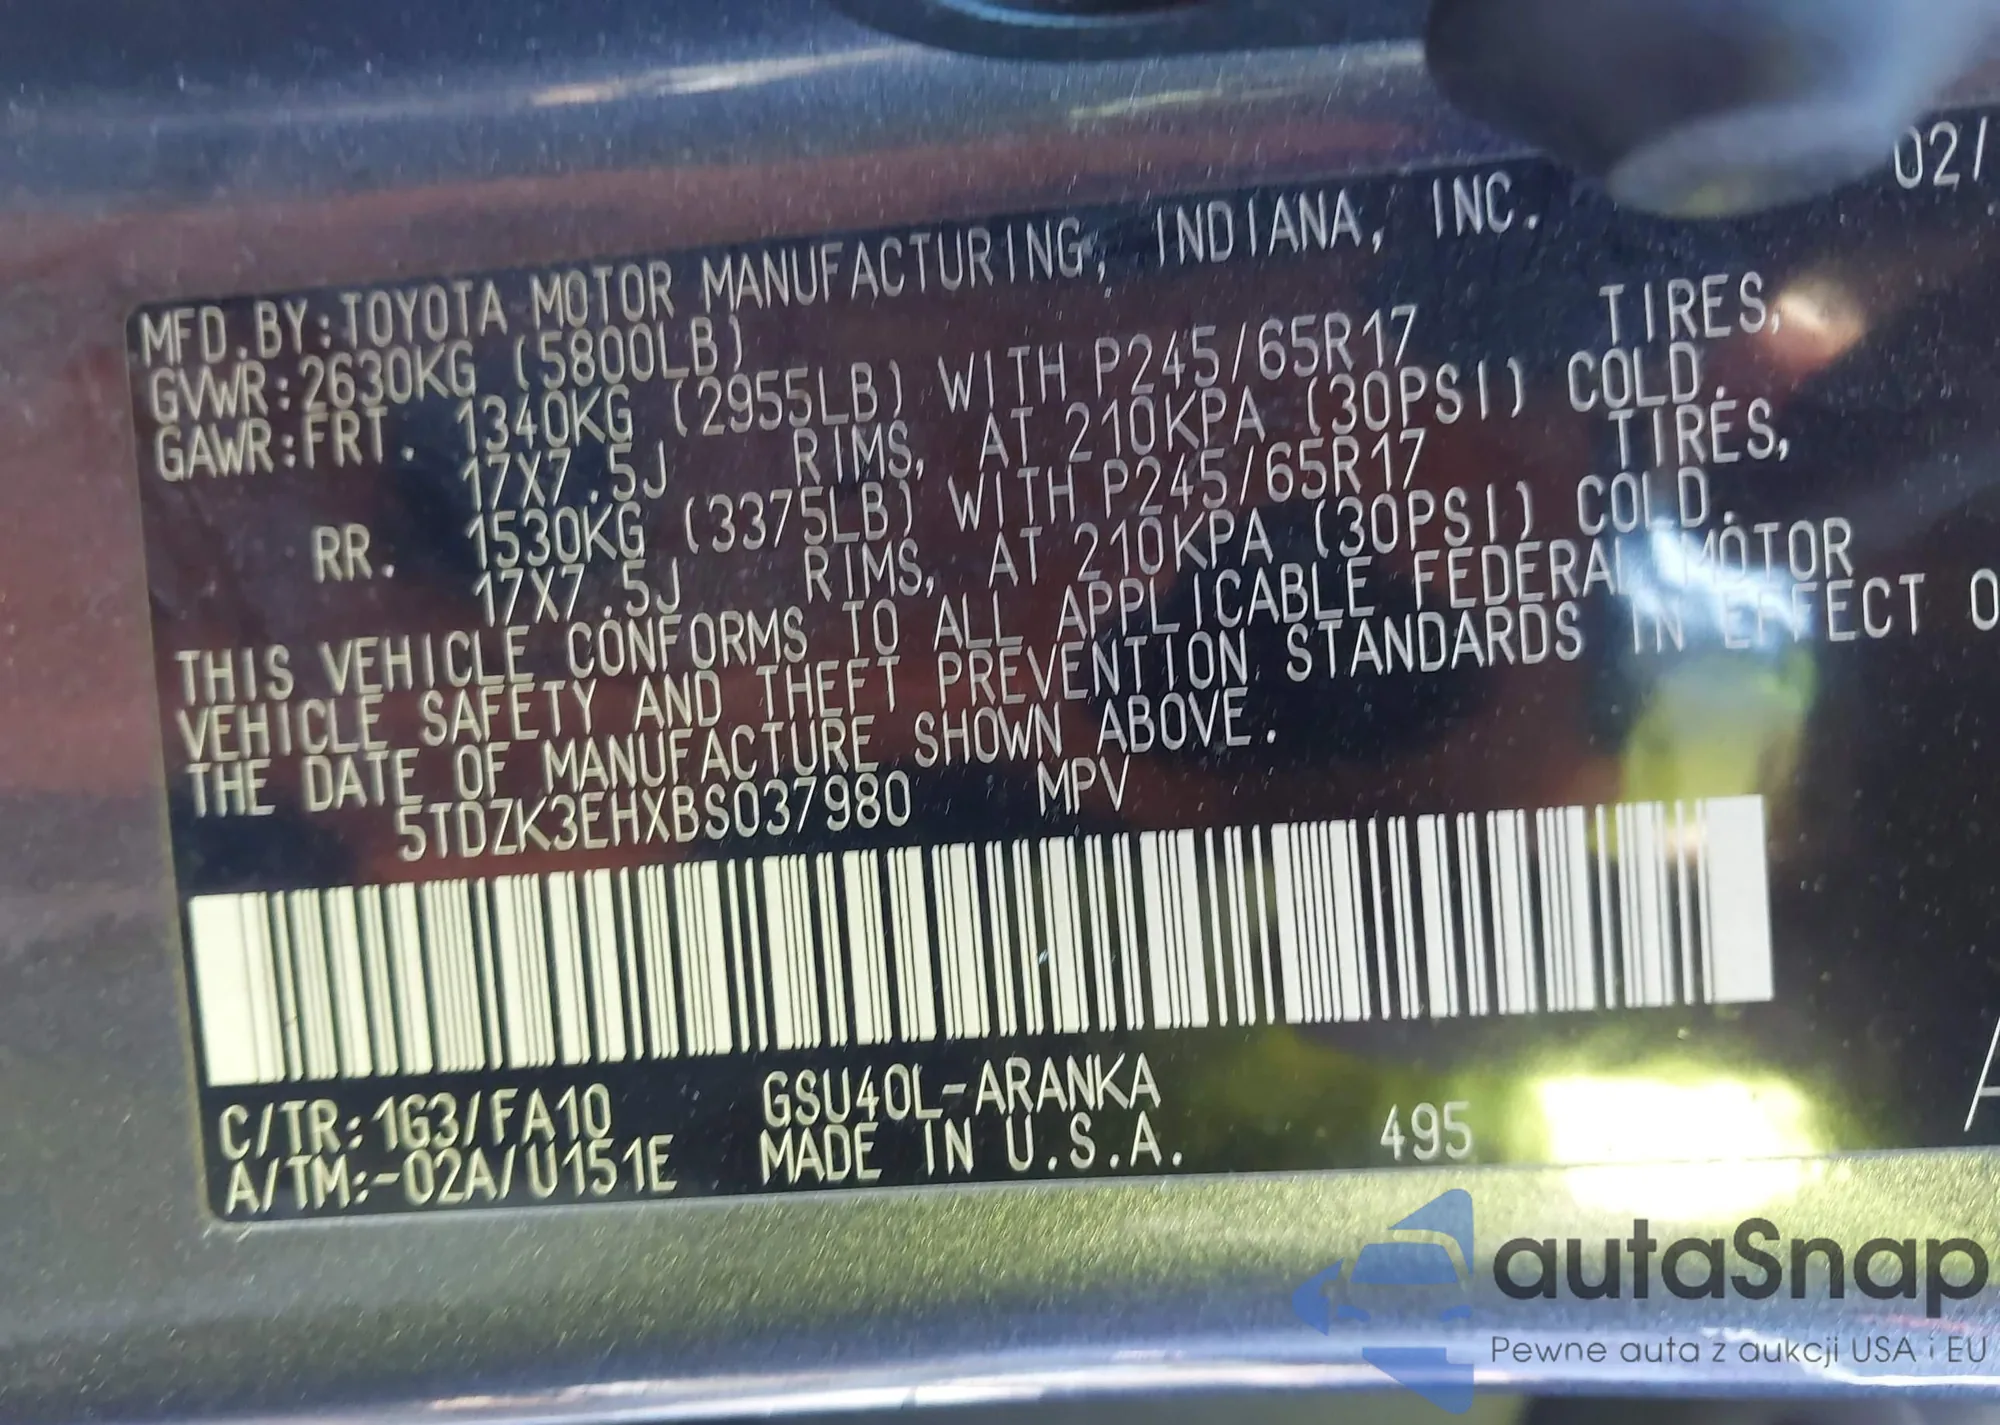 02/
MFD.BY:TOYOTA MOTOR MANUFACTURING, INDIANA, INC.
GVWR:2630KG (5800LB)
GAWR:FRT. 1340KG (2955LB) WITH P245/65R17 TIRES,
17X7.5J RIMS, AT 210KPA (30PSI) COLD.
RR. 1530KG (3375LB) WITH P245/65R17 TIRES,
17X7.5J RIMS, AT 210KPA (30PSI) COLD.
THIS VEHICLE CONFORMS TO ALL APPLICABLE FEDERAL MOTOR
VEHICLE SAFETY AND THEFT PREVENTION STANDARDS IN EFFECT O
THE DATE OF MANUFACTURE SHOWN ABOVE.
5TDZK3EHXBS037980 MPV
C/TR:1G3/FA10 GSU40L-ARANKA
A/TM:-02A/U151E MADE IN U.S.A. 495
autaSnap
Pewne auta z aukcji USA i EU